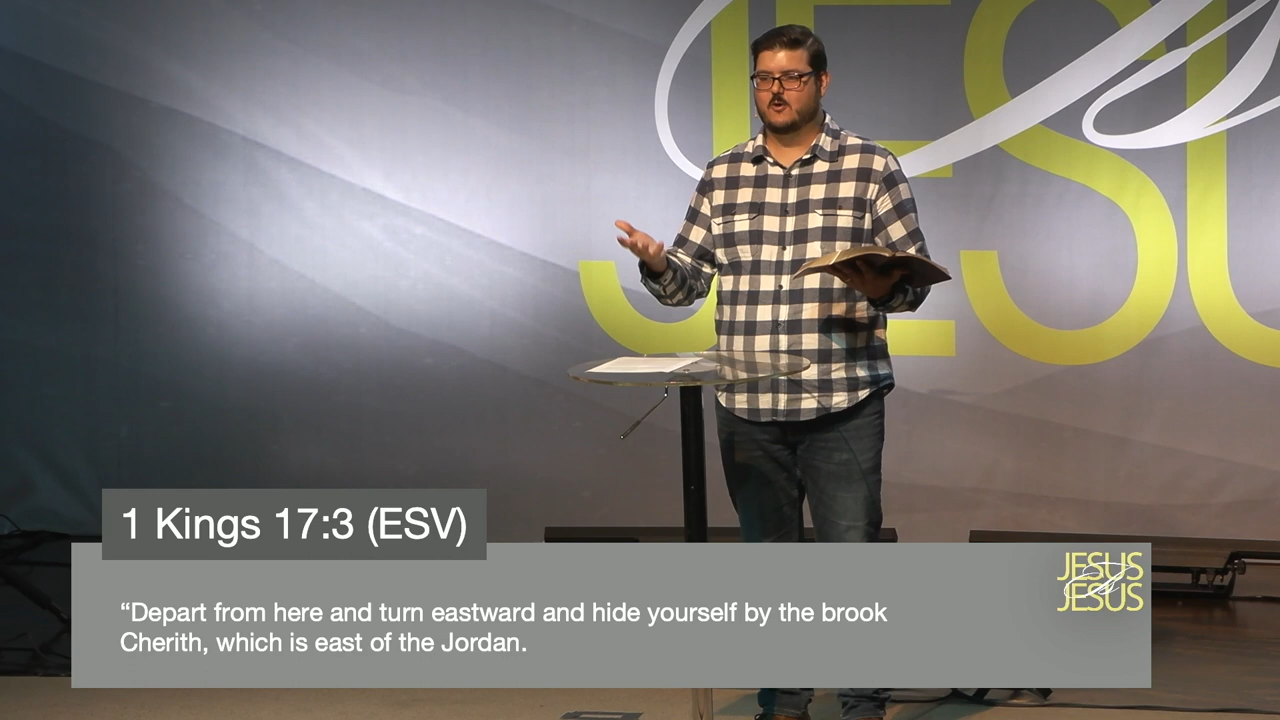 JESUS
1 Kings 17:3 (ESV)
“Depart from here and turn eastward and hide yourself by the brook
Cherith, which is east of the Jordan.
JESUS
JESUS